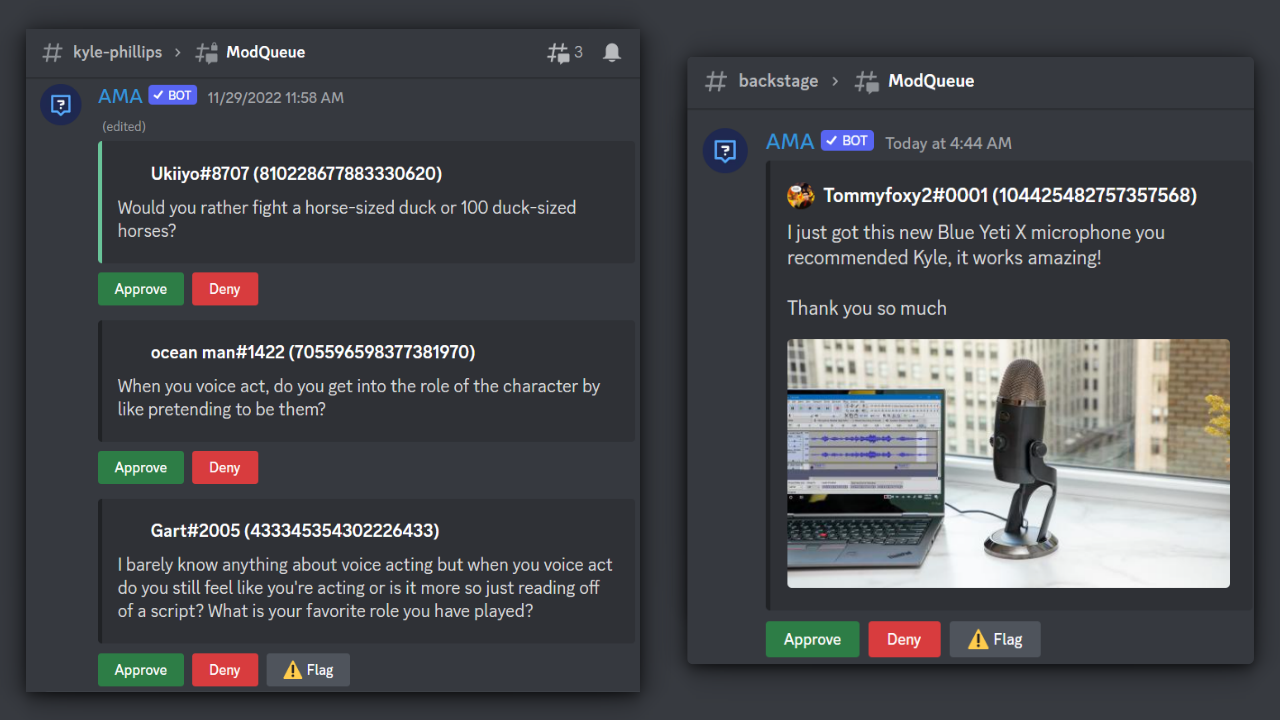 kyle-phillips › ModQueue
3
AMA ✓ BOT 11/29/2022 11:58 AM
(edited)
Ukiiyo#8707 (810228677883330620)
Would you rather fight a horse-sized duck or 100 duck-sized
horses?
Approve Deny
ocean man#1422 (705596598377381970)
When you voice act, do you get into the role of the character by
like pretending to be them?
Approve Deny
Gart#2005 (433345354302226433)
I barely know anything about voice acting but when you voice act
do you still feel like you're acting or is it more so just reading off
of a script? What is your favorite role you have played?
Approve Deny Flag
backstage › ModQueue
AMA ✓ BOT Today at 4:44 AM
Tommyfoxy2#0001 (104425482757357568)
I just got this new Blue Yeti X microphone you
recommended Kyle, it works amazing!
Thank you so much
Approve Deny Flag